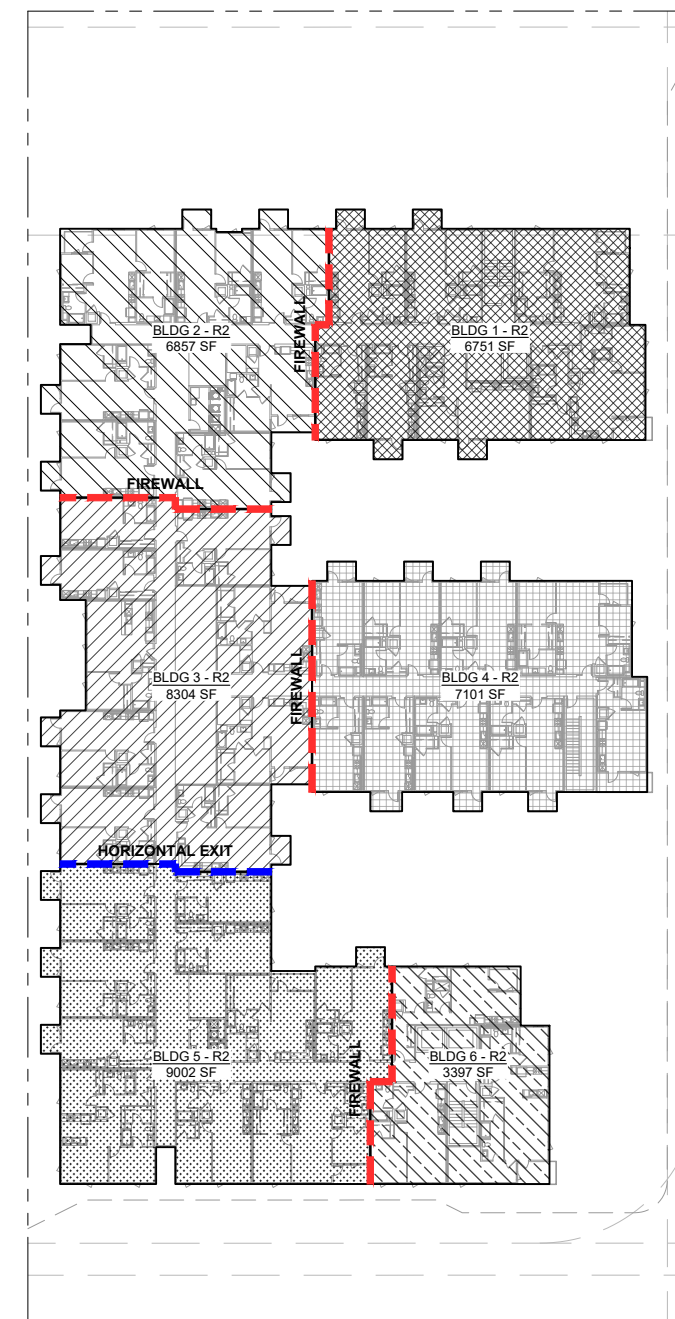 BLDG 2 - R2
6857 SF
FIREWALL
BLDG 1 - R2
6751 SF
FIREWALL
BLDG 3 - R2
8304 SF
FIREWALL
BLDG 4 - R2
7101 SF
HORIZONTAL EXIT
BLDG 5 - R2
9002 SF
FIREWALL
BLDG 6 - R2
3397 SF